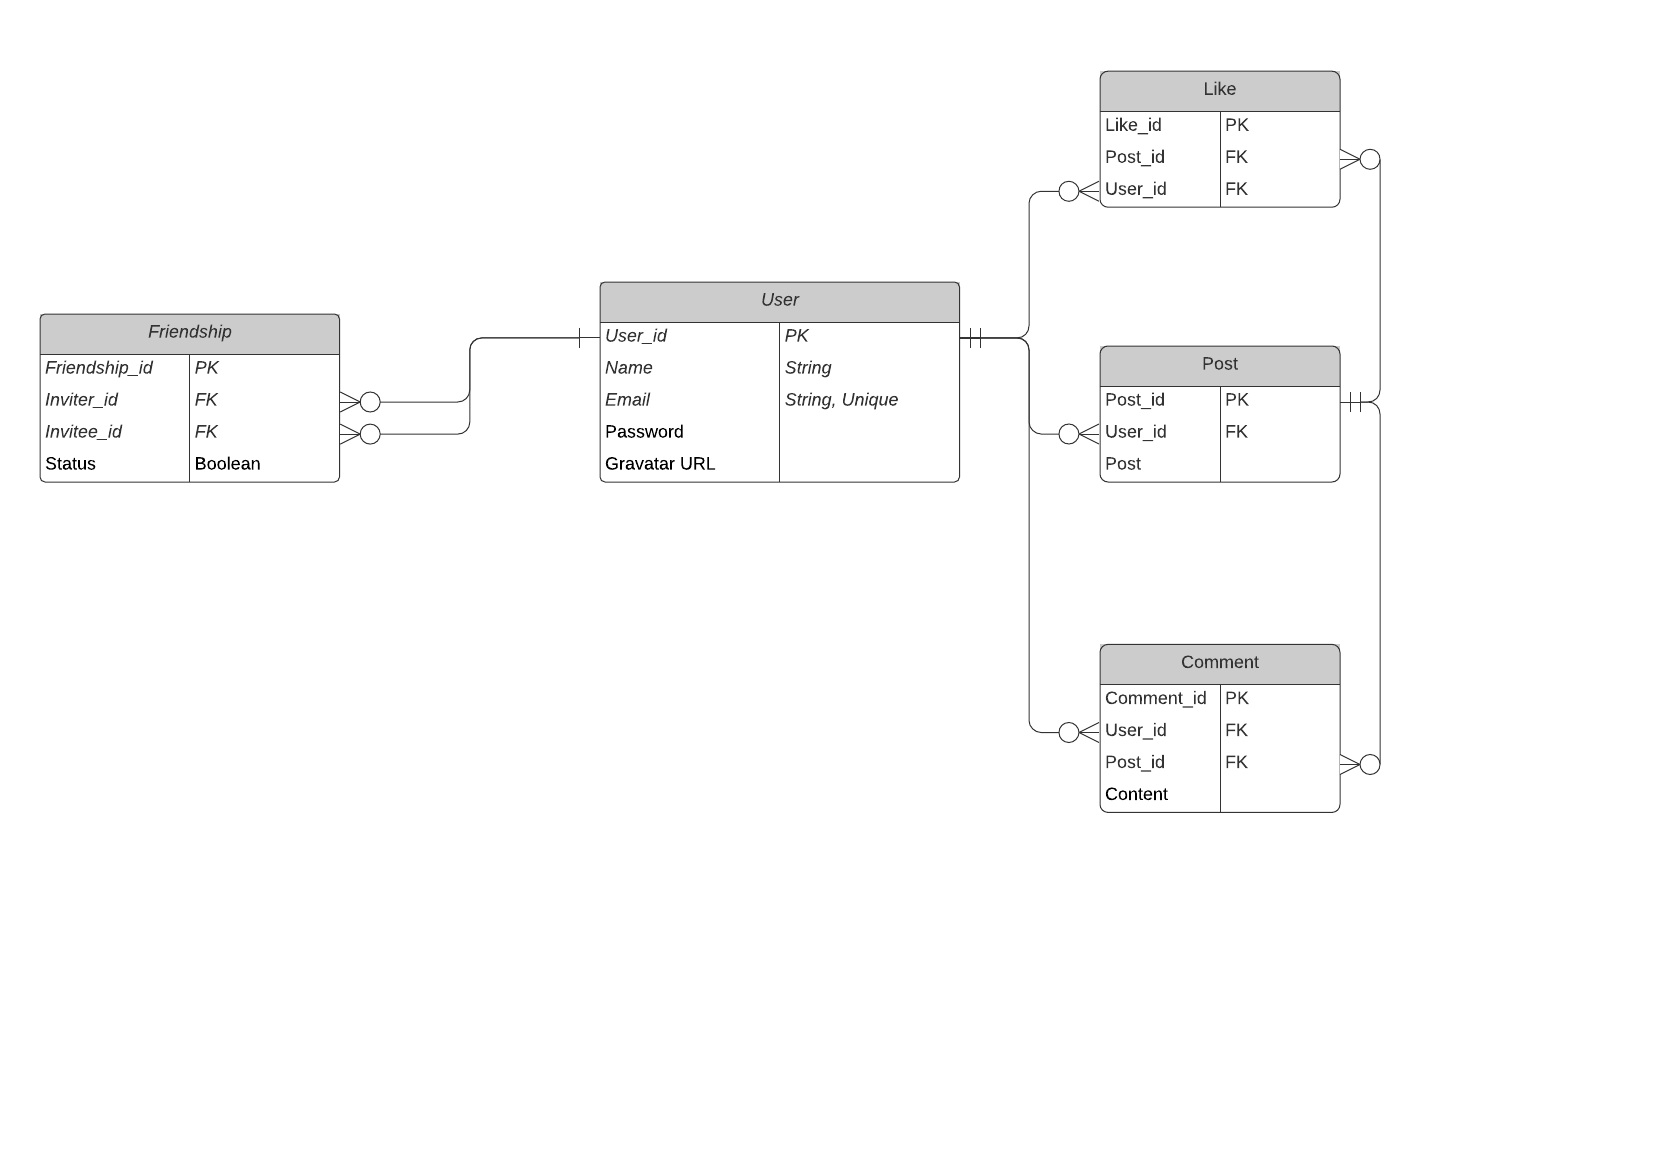 Like
Like_id PK
Post_id FK
User_id FK
User
User_id PK
Name String
Email String, Unique
Password
Gravatar URL
Friendship
Friendship_id PK
Inviter_id FK
Invitee_id FK
Status Boolean
Post
Post_id PK
User_id FK
Post
Comment
Comment_id PK
User_id FK
Post_id FK
Content